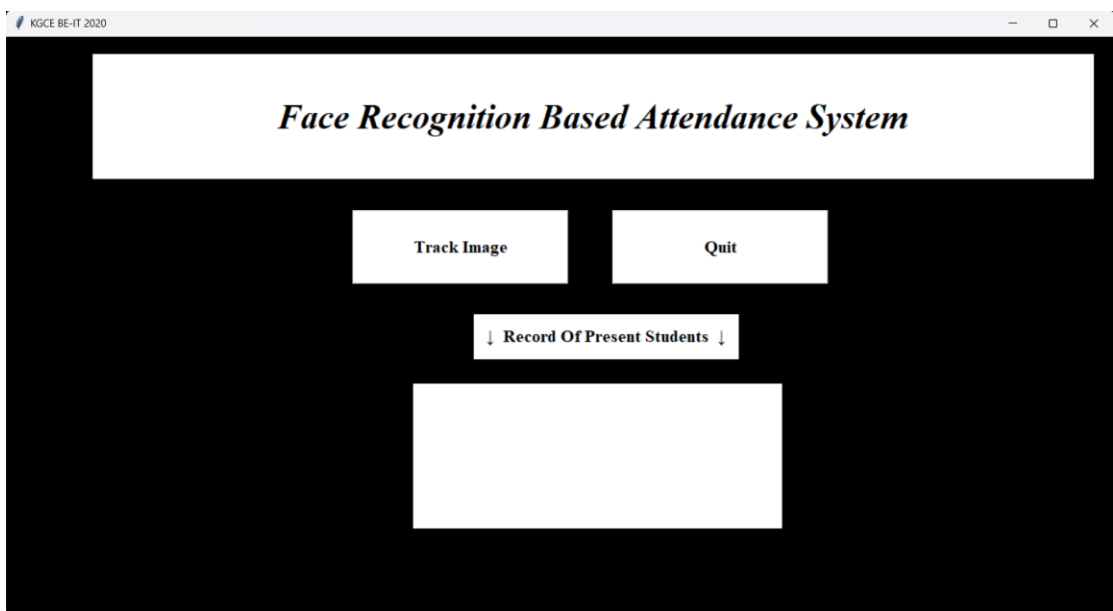 KGCE BE-IT 2020
Face Recognition Based Attendance System
Track Image
Quit
↓ Record Of Present Students ↓